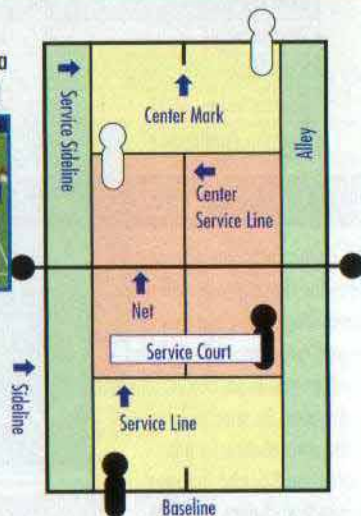 Service Sideline
Center Mark
Alley
Center
Service Line
Net
Service Court
Sideline
Service Line
Baseline